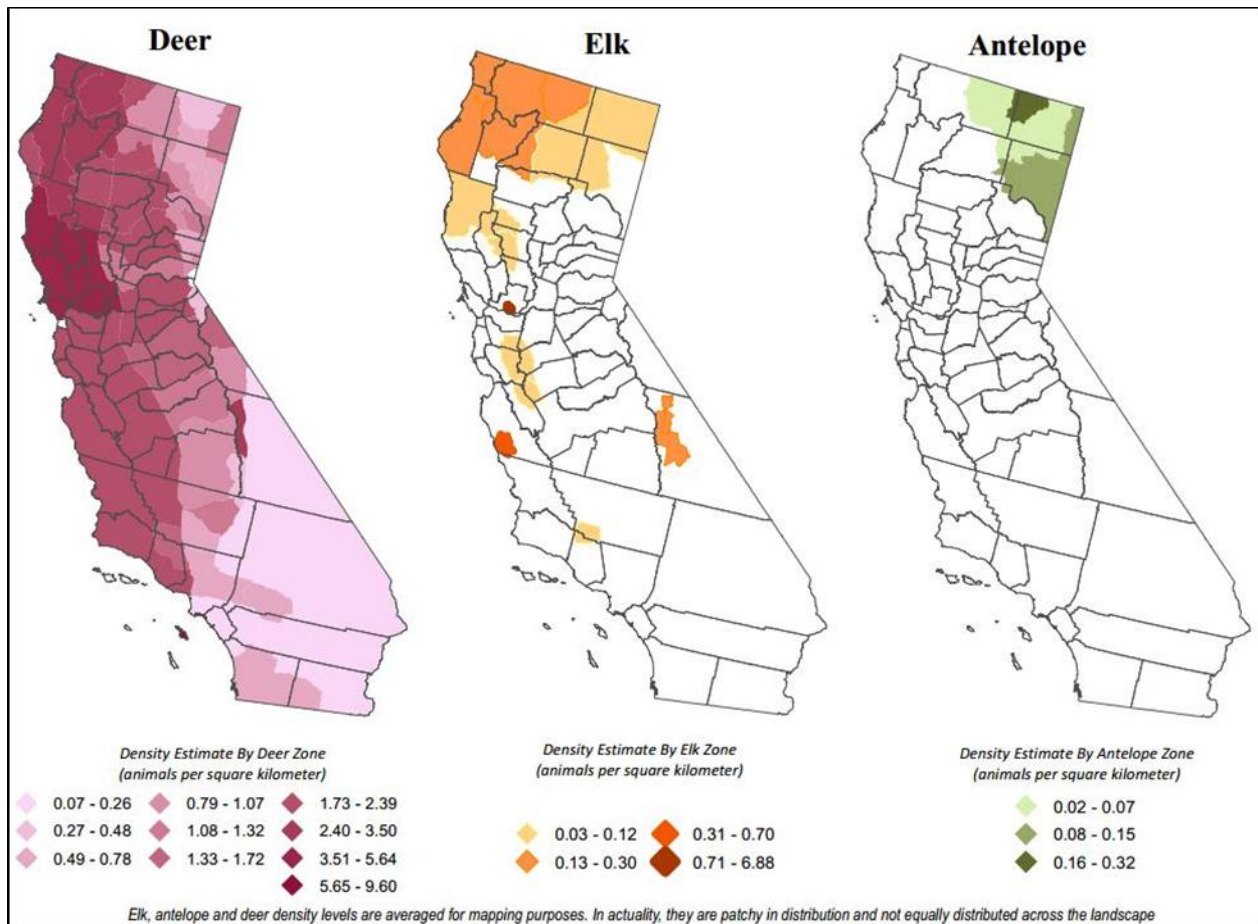 Deer
Elk
Antelope
Density Estimate By Deer Zone
(animals per square kilometer)
0.07 - 0.26
0.79 - 1.07
1.73 - 2.39
0.27 - 0.48
1.08 - 1.32
2.40 - 3.50
0.49 - 0.78
1.33 - 1.72
3.51 - 5.64
5.65 - 9.60
Density Estimate By Elk Zone
(animals per square kilometer)
0.03 - 0.12
0.31 - 0.70
0.13 - 0.30
0.71 - 6.88
Density Estimate By Antelope Zone
(animals per square kilometer)
0.02 - 0.07
0.08 - 0.15
0.16 - 0.32
Elk, antelope and deer density levels are averaged for mapping purposes. In actuality, they are patchy in distribution and not equally distributed across the landscape